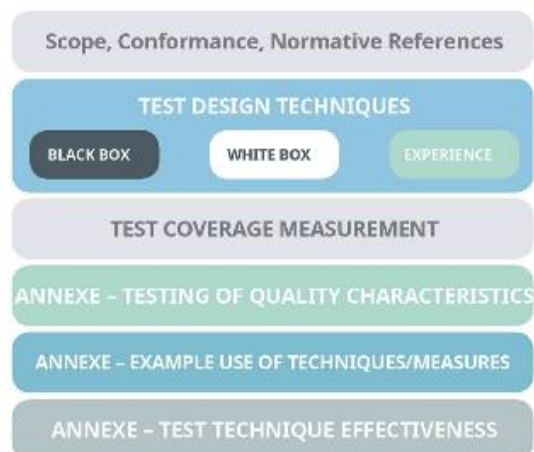 Scope, Conformance, Normative References
TEST DESIGN TECHNIQUES
BLACK BOX
WHITE BOX
EXPERIENCE
TEST COVERAGE MEASUREMENT
ANNEXE – TESTING OF QUALITY CHARACTERISTICS
ANNEXE – EXAMPLE USE OF TECHNIQUES/MEASURES
ANNEXE – TEST TECHNIQUE EFFECTIVENESS